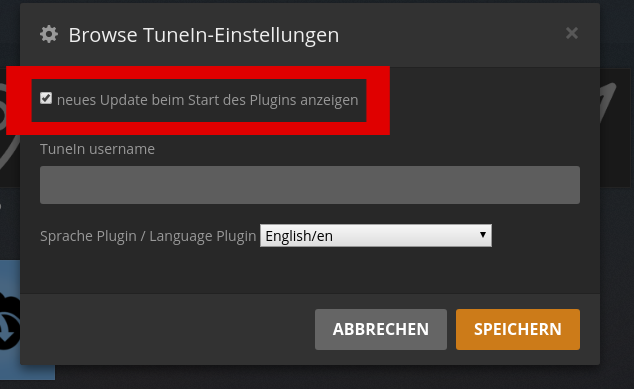 Browse TuneIn-Einstellungen
neues Update beim Start des Plugins anzeigen
TuneIn username
Sprache Plugin / Language Plugin English/en
ABBRECHEN SPEICHERN